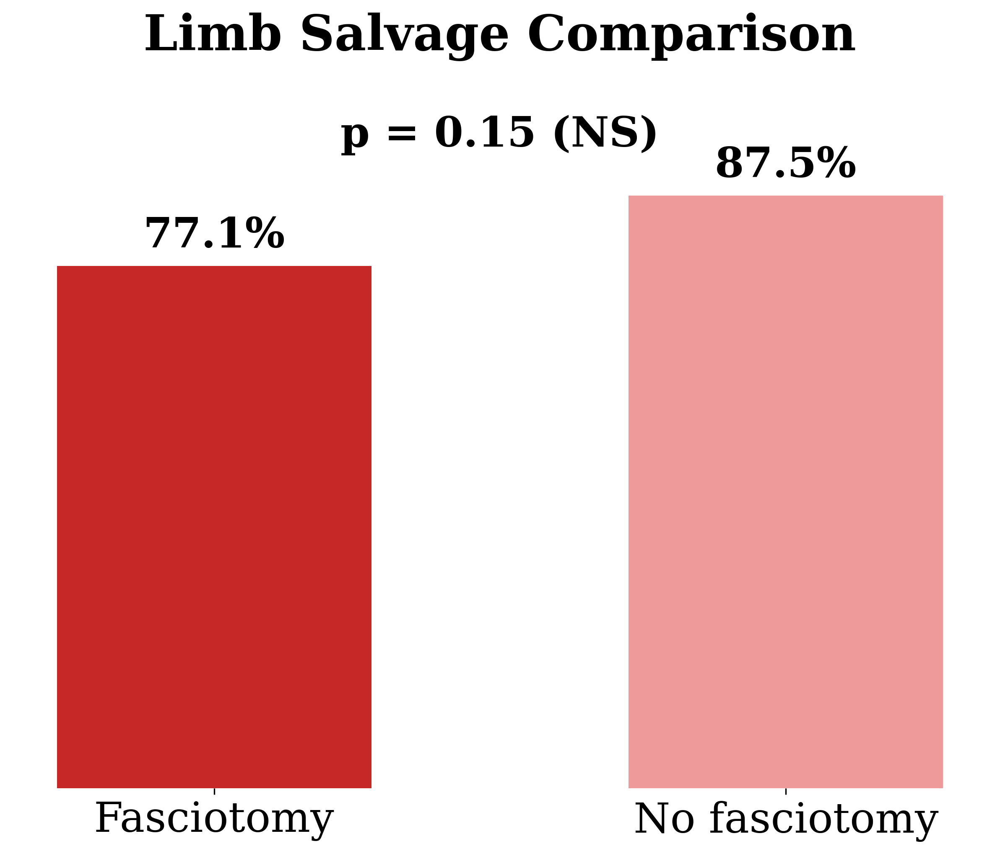 Limb Salvage Comparison
p = 0.15 (NS)
87.5%
77.1%
Fasciotomy
No fasciotomy